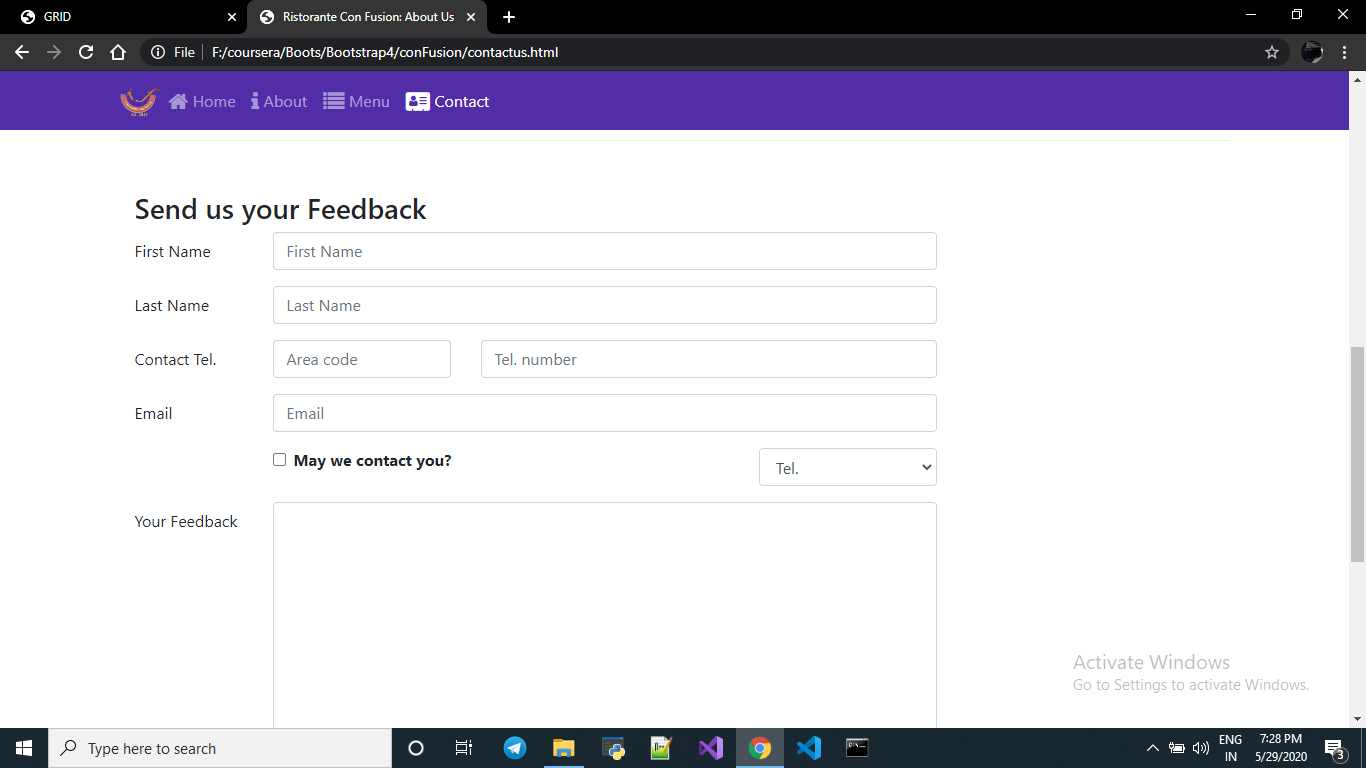 GRID
Ristorante Con Fusion: About Us
File F:/coursera/Boots/Bootstrap4/conFusion/contactus.html
Home About Menu Contact
Send us your Feedback
First Name First Name
Last Name Last Name
Contact Tel. Area code Tel. number
Email Email
May we contact you? Tel.
Your Feedback
Activate Windows
Go to Settings to activate Windows.
Type here to search
ENG
IN
7:28 PM
5/29/2020
3